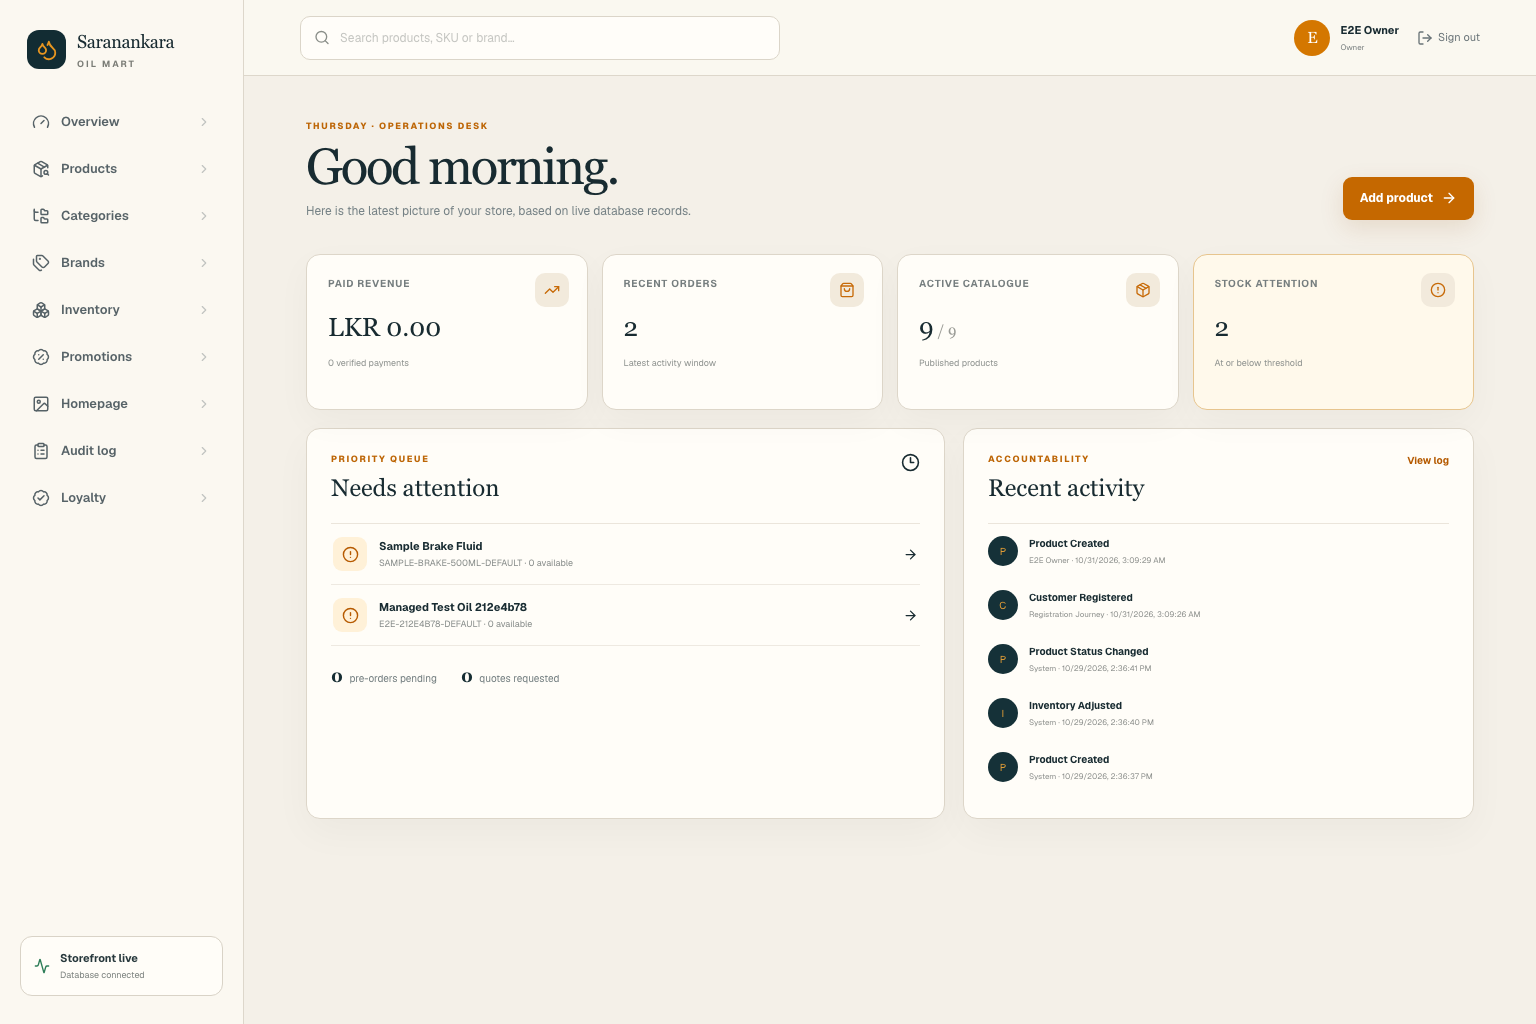 Saranankara
OIL MART
Overview
Products
Categories
Brands
Inventory
Promotions
Homepage
Audit log
Loyalty
Storefront live
Database connected
Search products, SKU or brand...
E
E2E Owner
Owner
Sign out
THURSDAY · OPERATIONS DESK
Good morning.
Here is the latest picture of your store, based on live database records.
Add product
PAID REVENUE
LKR 0.00
0 verified payments
RECENT ORDERS
2
Latest activity window
ACTIVE CATALOGUE
9 / 9
Published products
STOCK ATTENTION
2
At or below threshold
PRIORITY QUEUE
Needs attention
Sample Brake Fluid
SAMPLE-BRAKE-500ML-DEFAULT · 0 available
Managed Test Oil 212e4b78
E2E-212E4B78-DEFAULT · 0 available
0 pre-orders pending
0 quotes requested
ACCOUNTABILITY
View log
Recent activity
P
Product Created
E2E Owner · 10/31/2026, 3:09:29 AM
C
Customer Registered
Registration Journey · 10/31/2026, 3:09:26 AM
P
Product Status Changed
System · 10/29/2026, 2:36:41 PM
I
Inventory Adjusted
System · 10/29/2026, 2:36:40 PM
P
Product Created
System · 10/29/2026, 2:36:37 PM